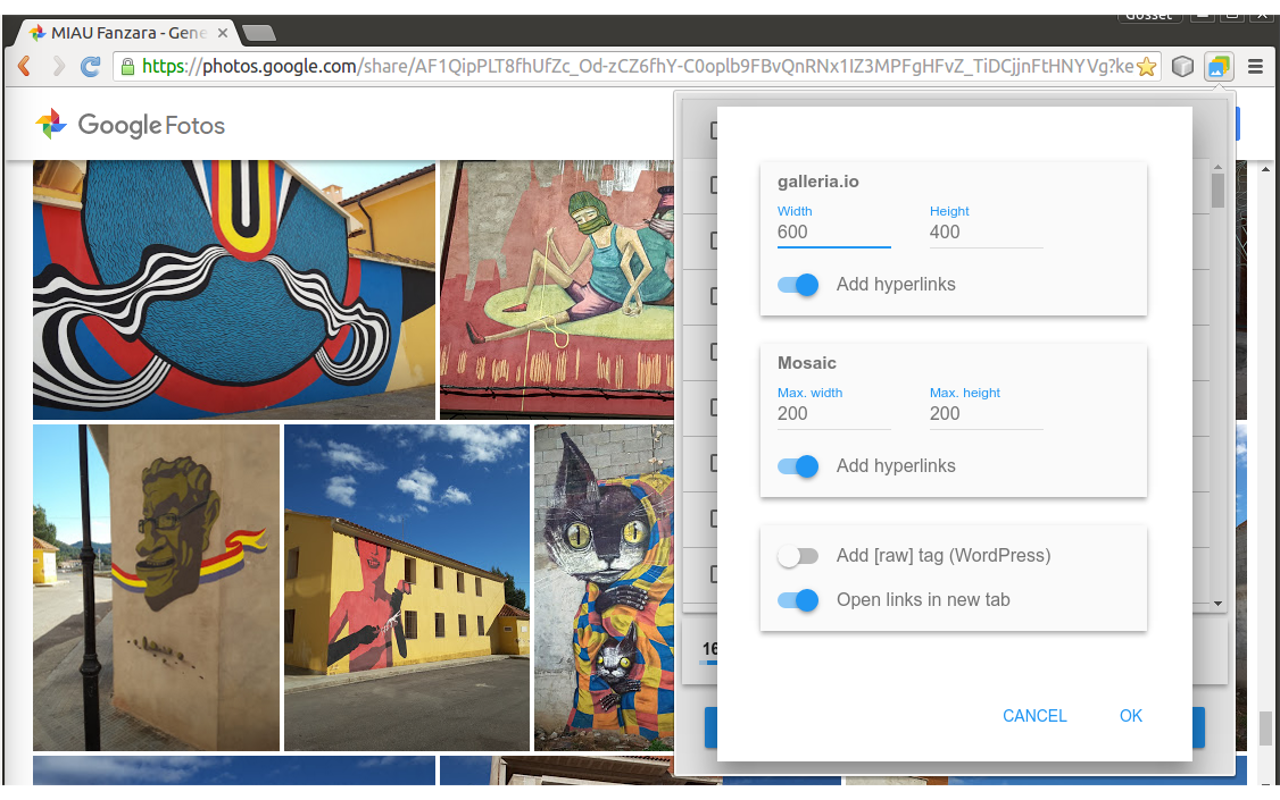 Gosset
MIAU Fanzara - Gene
https://photos.google.com/share/AF1QipPLT8fhUfZc_Od-zCZ6fhY-C0oplb9FBvQnRNx1IZ3MPFgHFvZ_TiDCjjnFtHNYVg?ke
Google Fotos
galleria.io
Width Height
600 400
Add hyperlinks
Mosaic
Max. width Max. height
200 200
Add hyperlinks
Add [raw] tag (WordPress)
Open links in new tab
16
CANCEL OK